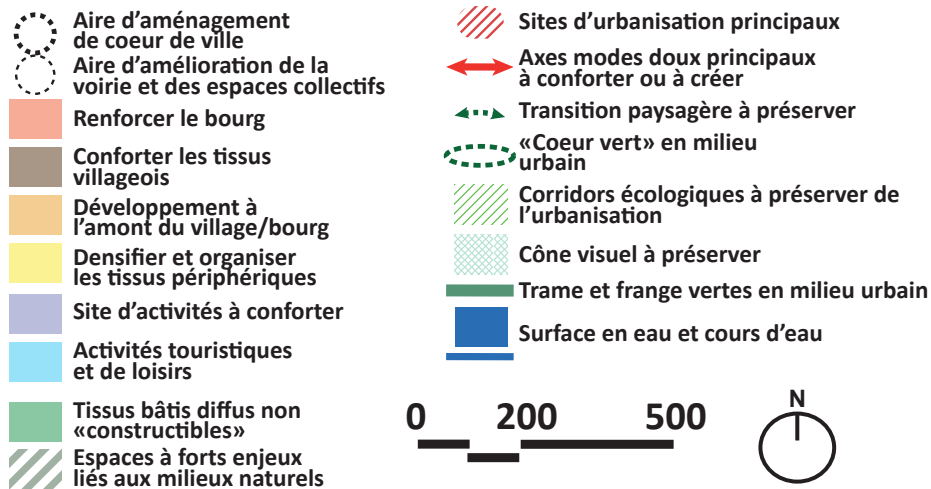 Aire d'aménagement
de coeur de ville
Aire d'amélioration de la
voirie et des espaces collectifs
Renforcer le bourg
Conforter les tissus
villageois
Développement à
l'amont du village/bourg
Densifier et organiser
les tissus périphériques
Site d'activités à conforter
Activités touristiques
et de loisirs
Tissus bâtis diffus non
«constructibles»
Espaces à forts enjeux
liés aux milieux naturels
Sites d'urbanisation principaux
Axes modes doux principaux
à conforter ou à créer
Transition paysagère à préserver
«Coeur vert» en milieu
urbain
Corridors écologiques à préserver de
l'urbanisation
Cône visuel à préserver
Trame et frange vertes en milieu urbain
Surface en eau et cours d'eau
0 200 500
N